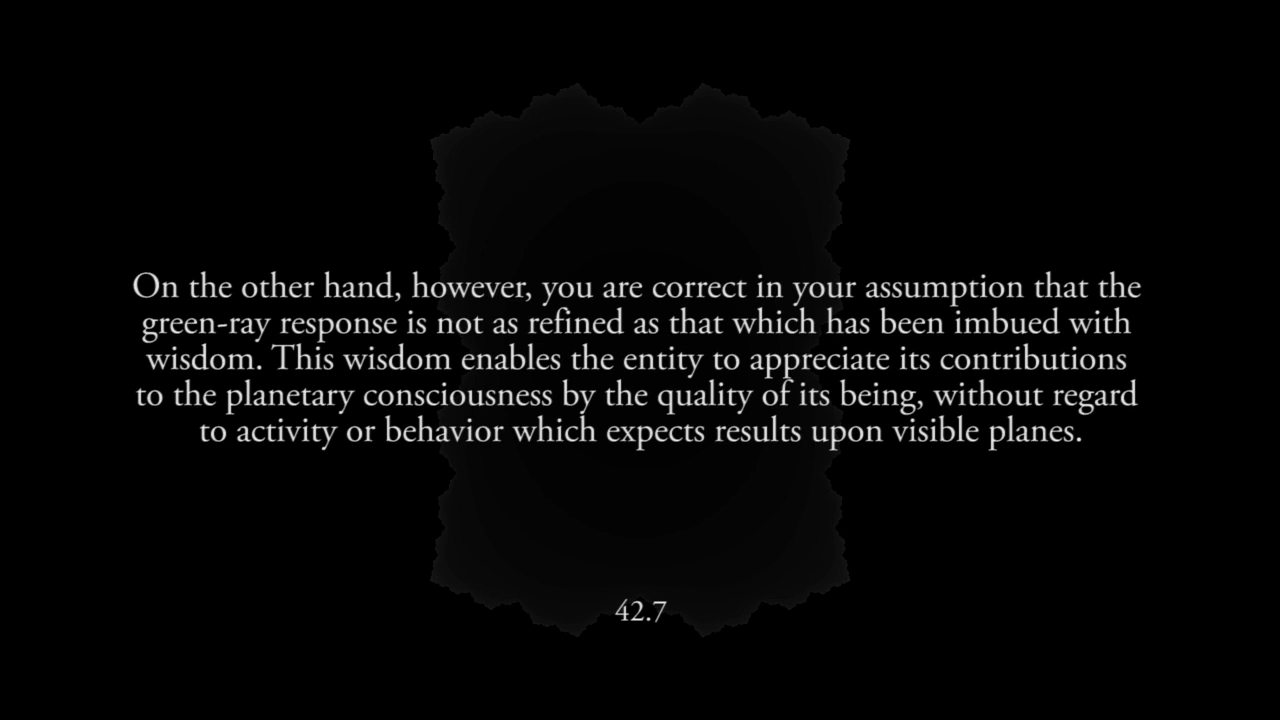 On the other hand, however, you are correct in your assumption that the
green-ray response is not as refined as that which has been imbued with
wisdom. This wisdom enables the entity to appreciate its contributions
to the planetary consciousness by the quality of its being, without regard
to activity or behavior which expects results upon visible planes.
42.7